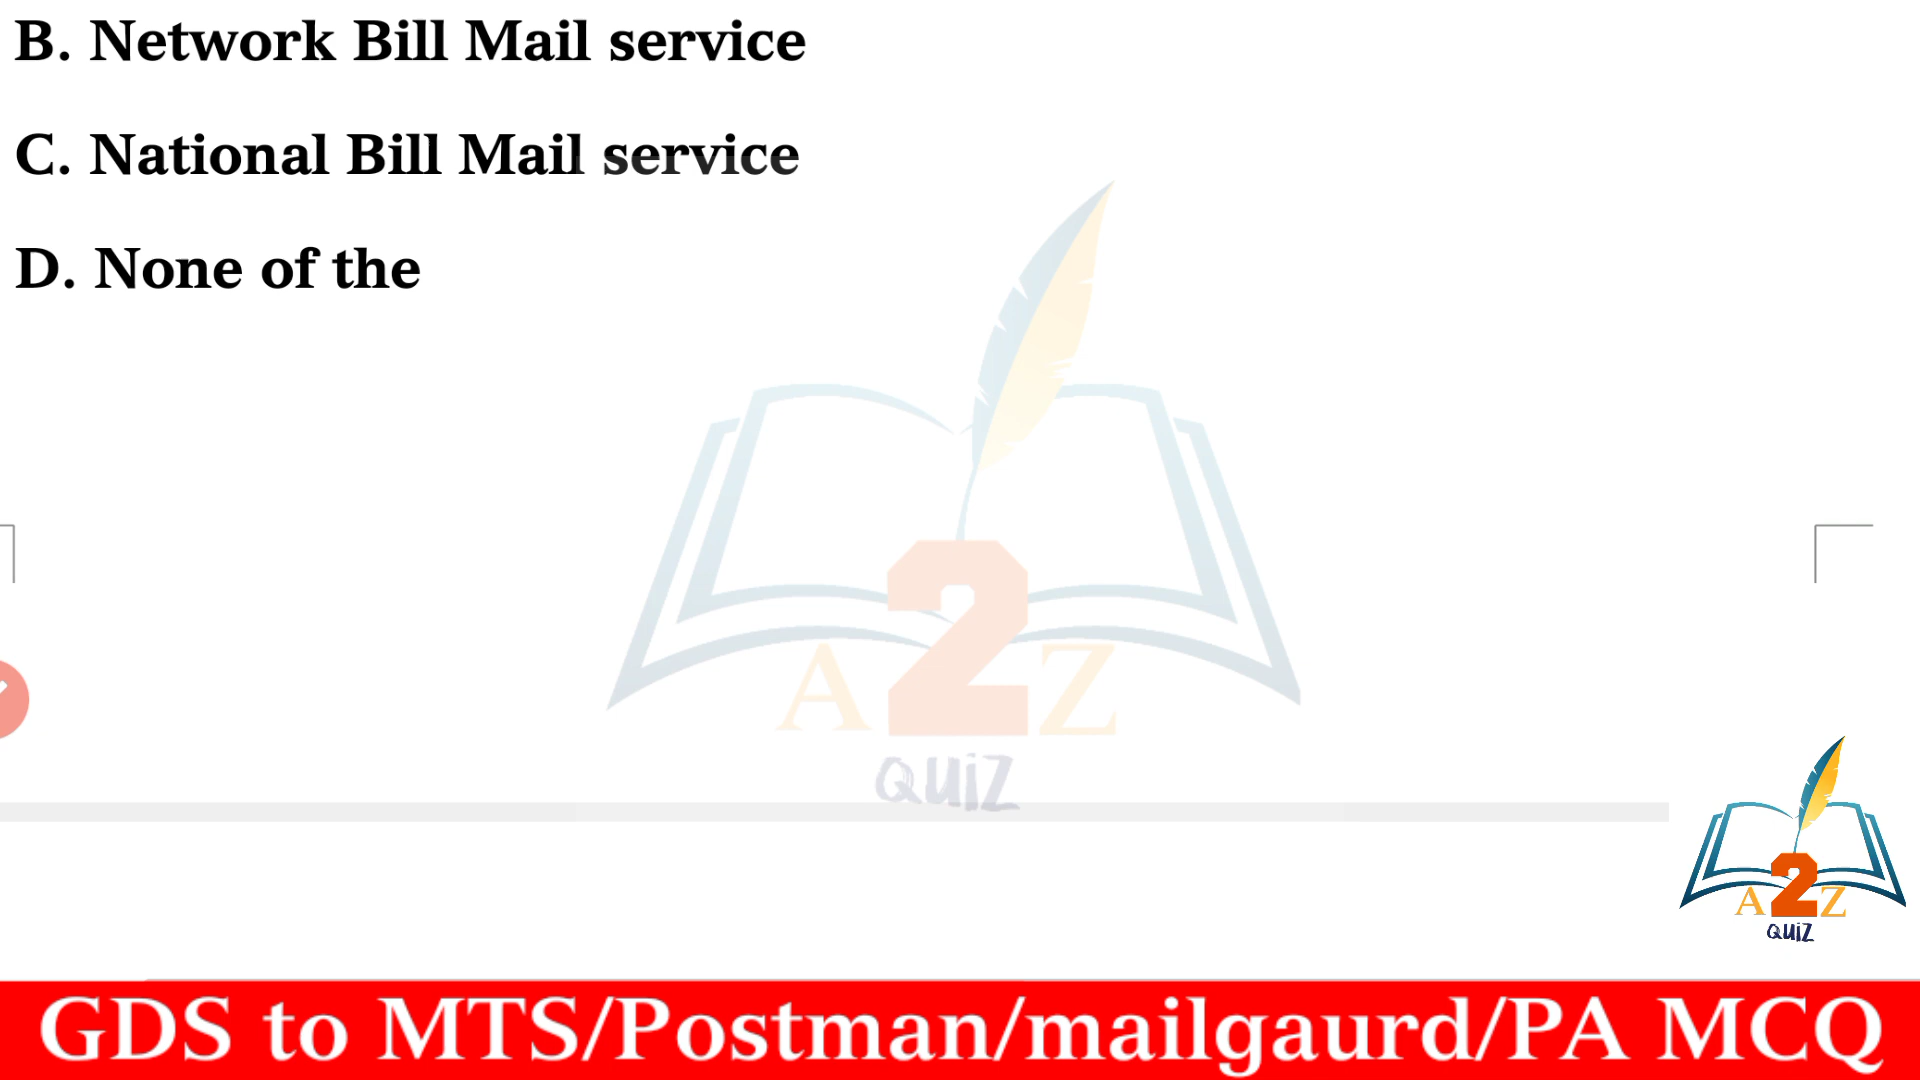 B. Network Bill Mail service
C. National Bill Mail service
D. None of the
A 2 Z
QUiZ
A 2 Z
QUiZ
GDS to MTS/Postman/mailgaurd/PA MCQ